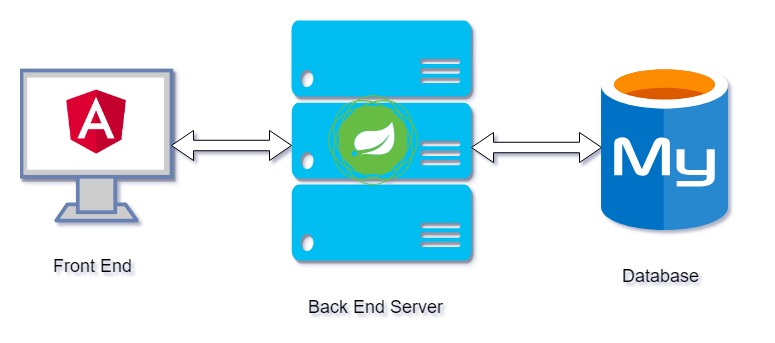 A
My
Front End
Database
Back End Server